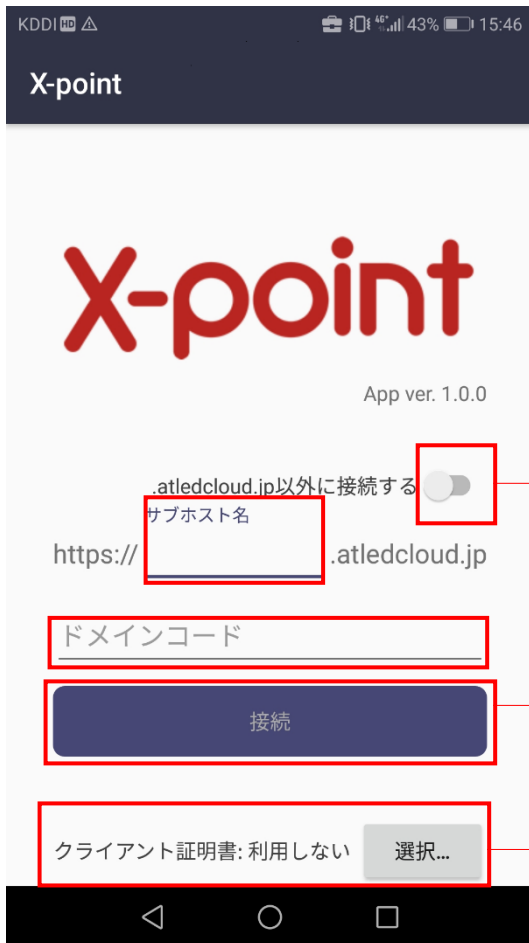 KDDI HD 46+ 43% 15:46
X-point
X-point
App ver. 1.0.0
.atledcloud.jp以外に接続する
サブホスト名
https:// .atledcloud.jp
ドメインコード
接続
クライアント証明書: 利用しない 選択...